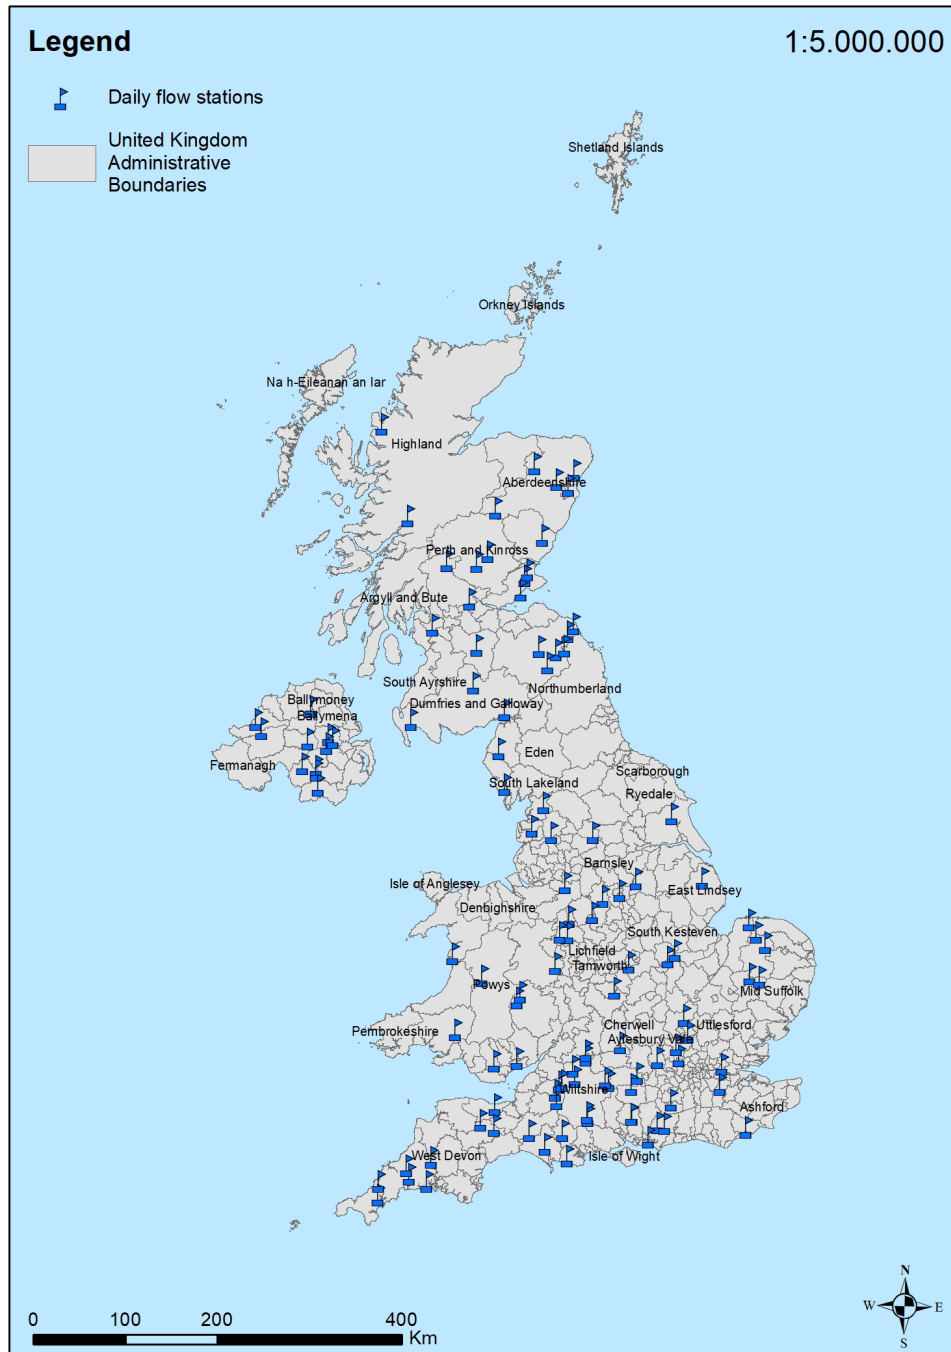 Legend
1:5.000.000
Daily flow stations
United Kingdom
Administrative
Boundaries
Shetland Islands
Orkney Islands
Na h-Eileanan an Iar
Highland
Aberdeenshire
Perth and Kinross
Argyll and Bute
South Ayrshire
Northumberland
Ballymoney
Dumfries and Galloway
Ballymena
Eden
Fermanagh
Scarborough
South Lakeland
Ryedale
Barnsley
Isle of Anglesey
East Lindsey
Denbighshire
South Kesteven
Lichfield
Tamworth
Powys
Mid Suffolk
Pembrokeshire
Cherwell
Uttlesford
Aylesbury Vale
Wiltshire
Ashford
West Devon
Isle of Wight
N
W
E
S
0 100 200 400
Km